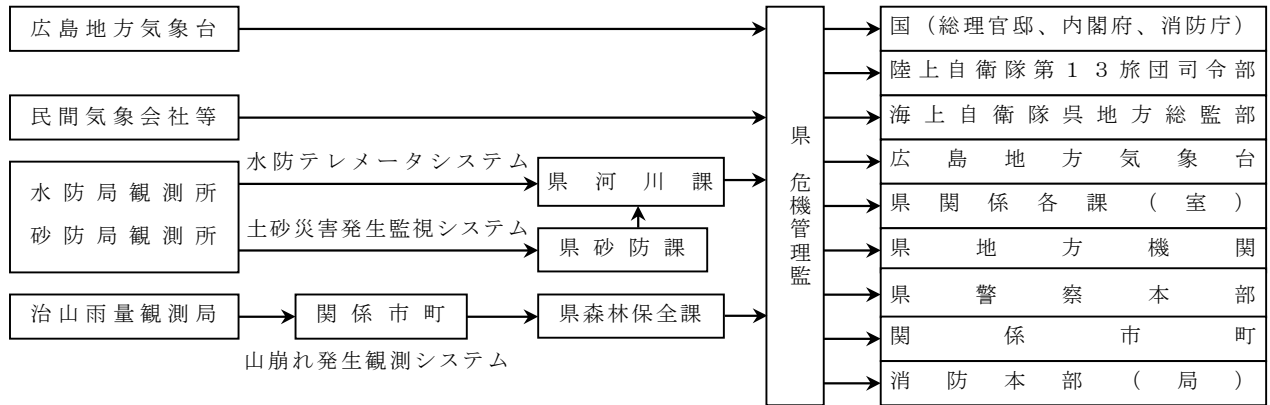 広島地方気象台
民間気象会社等
水防局観測所
砂防局観測所
水防テレメータシステム
土砂災害発生監視システム
県河川課
県砂防課
治山雨量観測局
関係市町
県森林保全課
山崩れ発生観測システム
県 危機管理監
国（総理官邸、内閣府、消防庁）
陸上自衛隊第１３旅団司令部
海上自衛隊呉地方総監部
広島地方気象台
県関係各課（室）
県地方機関
県警察本部
関係市町
消防本部（局）